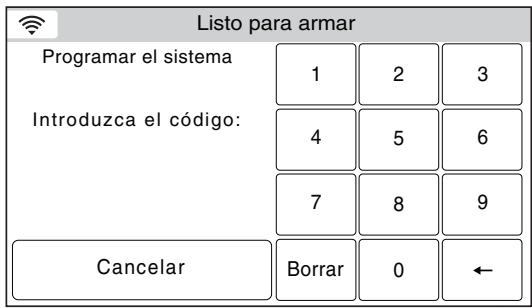 Listo para armar
Programar el sistema
1 2 3
Introduzca el código:
4 5 6
7 8 9
Cancelar Borrar 0 ←